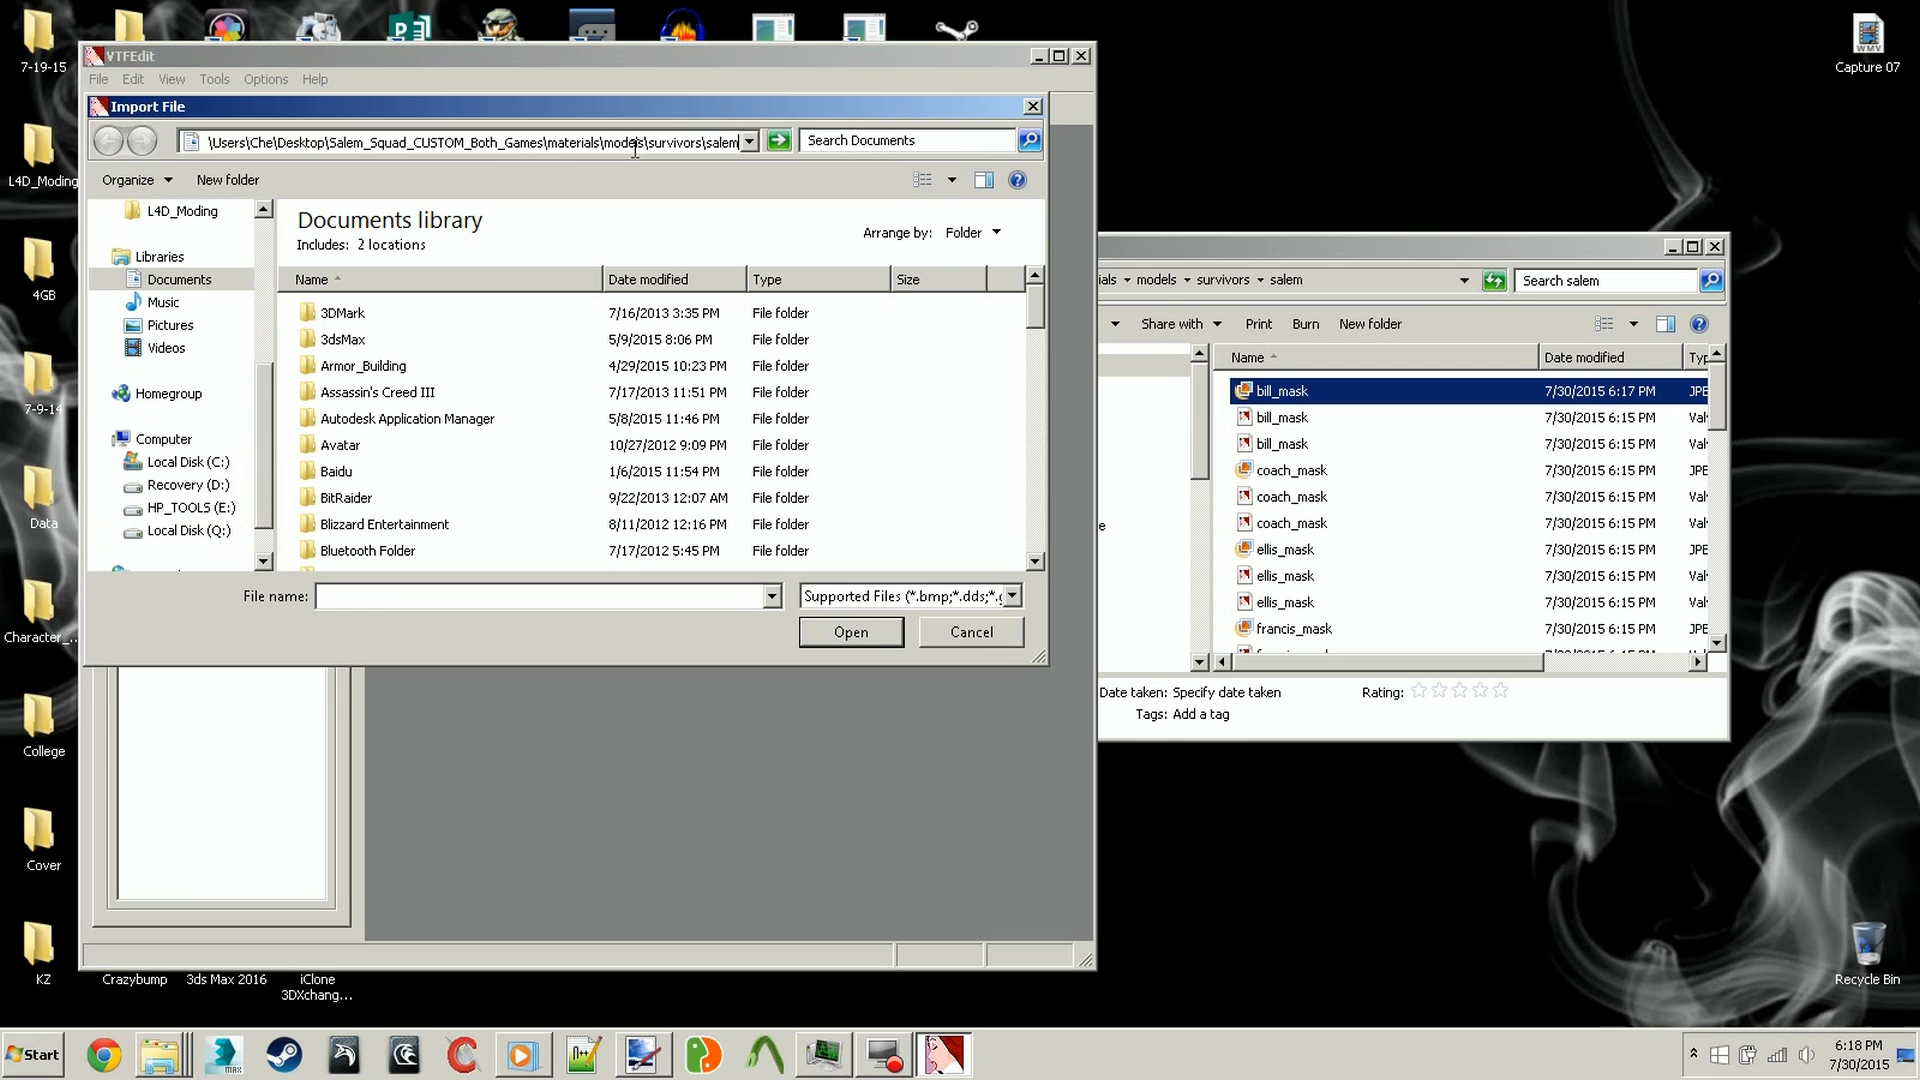 7-19-15
L4D_Moding
4GB
7-9-14
Data
Character_...
College
Cover
KZ
Crazybump
3ds Max 2016
iClone
3DXchang...
Capture 07
WMV
Recycle Bin
VTFEdit
File Edit View Tools Options Help
Import File
\Users\Che\Desktop\Salem_Squad_CUSTOM_Both_Games\materials\models\survivors\salem
Search Documents
Organize New folder
L4D_Moding
Libraries
Documents
Music
Pictures
Videos
Homegroup
Computer
Local Disk (C:)
Recovery (D:)
HP_TOOLS (E:)
Local Disk (Q:)
Documents library
Includes: 2 locations
Arrange by: Folder
Name Date modified Type Size
3DMark 7/16/2013 3:35 PM File folder
3dsMax 5/9/2015 8:06 PM File folder
Armor_Building 4/29/2015 10:23 PM File folder
Assassin's Creed III 7/17/2013 11:51 PM File folder
Autodesk Application Manager 5/8/2015 11:46 PM File folder
Avatar 10/27/2012 9:09 PM File folder
Baidu 1/6/2015 11:54 PM File folder
BitRaider 9/22/2013 12:07 AM File folder
Blizzard Entertainment 8/11/2012 12:16 PM File folder
Bluetooth Folder 7/17/2012 5:45 PM File folder
File name:
Supported Files (*.bmp;*.dds;*.g
Open Cancel
ials models survivors salem
Search salem
Share with Print Burn New folder
Name Date modified Typ
bill_mask 7/30/2015 6:17 PM JPE
bill_mask 7/30/2015 6:15 PM Val
bill_mask 7/30/2015 6:15 PM Val
coach_mask 7/30/2015 6:15 PM JPE
coach_mask 7/30/2015 6:15 PM Val
coach_mask 7/30/2015 6:15 PM Val
ellis_mask 7/30/2015 6:15 PM JPE
ellis_mask 7/30/2015 6:15 PM Val
ellis_mask 7/30/2015 6:15 PM Val
francis_mask 7/30/2015 6:15 PM JPE
e
Date taken: Specify date taken
Rating:
Tags: Add a tag
Start
MAX
6:18 PM
7/30/2015